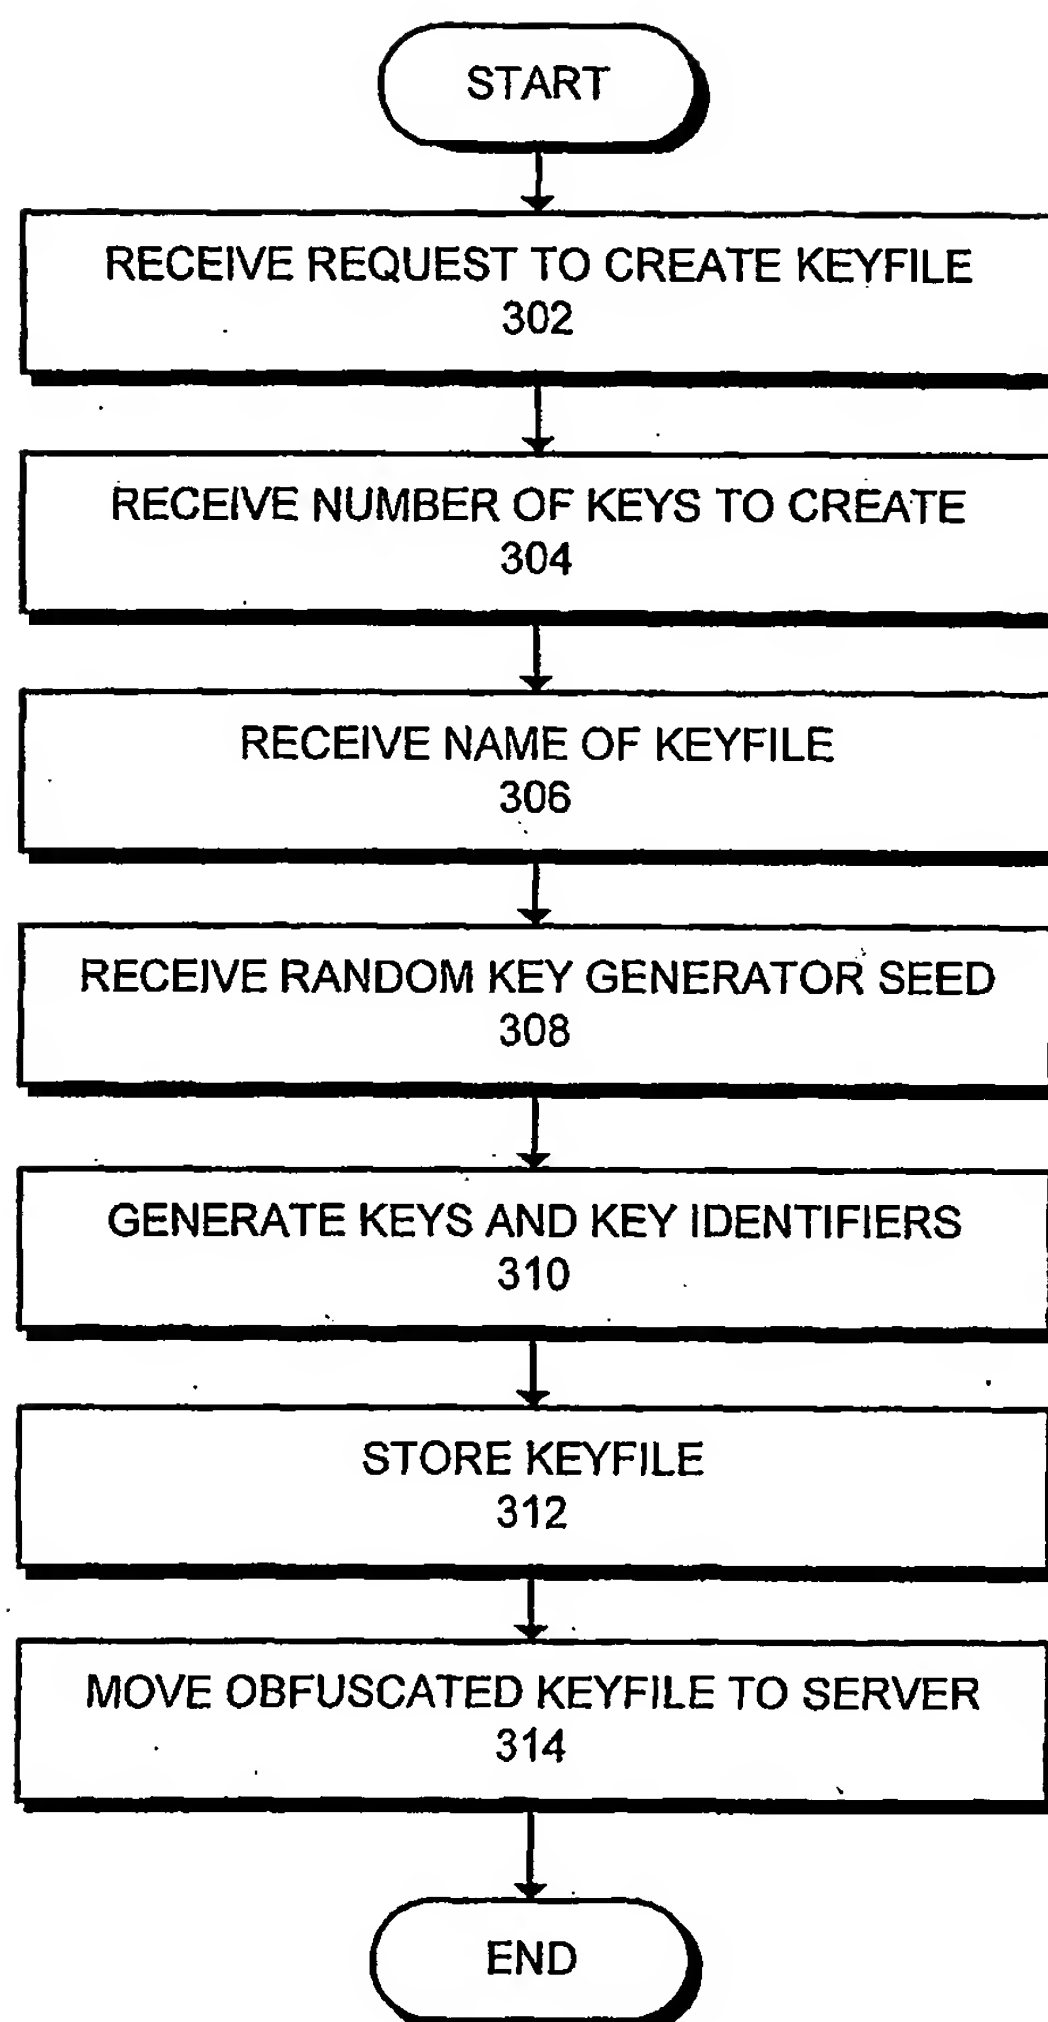 START
RECEIVE REQUEST TO CREATE KEYFILE
302
RECEIVE NUMBER OF KEYS TO CREATE
304
RECEIVE NAME OF KEYFILE
306
RECEIVE RANDOM KEY GENERATOR SEED
308
GENERATE KEYS AND KEY IDENTIFIERS
310
STORE KEYFILE
312
MOVE OBFUSCATED KEYFILE TO SERVER
314
END